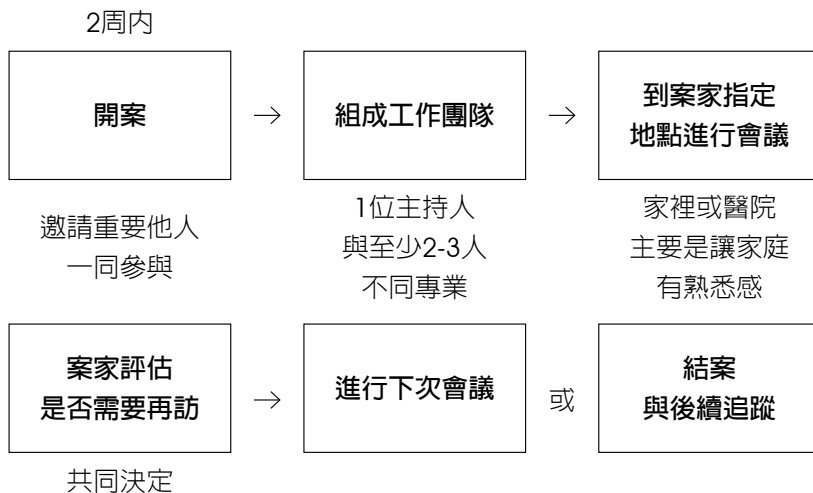 2周内
開案
→
組成工作團隊
→
到案家指定
地點進行會議
邀請重要他人
一同參與
1位主持人
與至少2-3人
不同專業
家裡或醫院
主要是讓家庭
有熟悉感
案家評估
是否需要再訪
→
進行下次會議
或
結案
與後續追蹤
共同決定